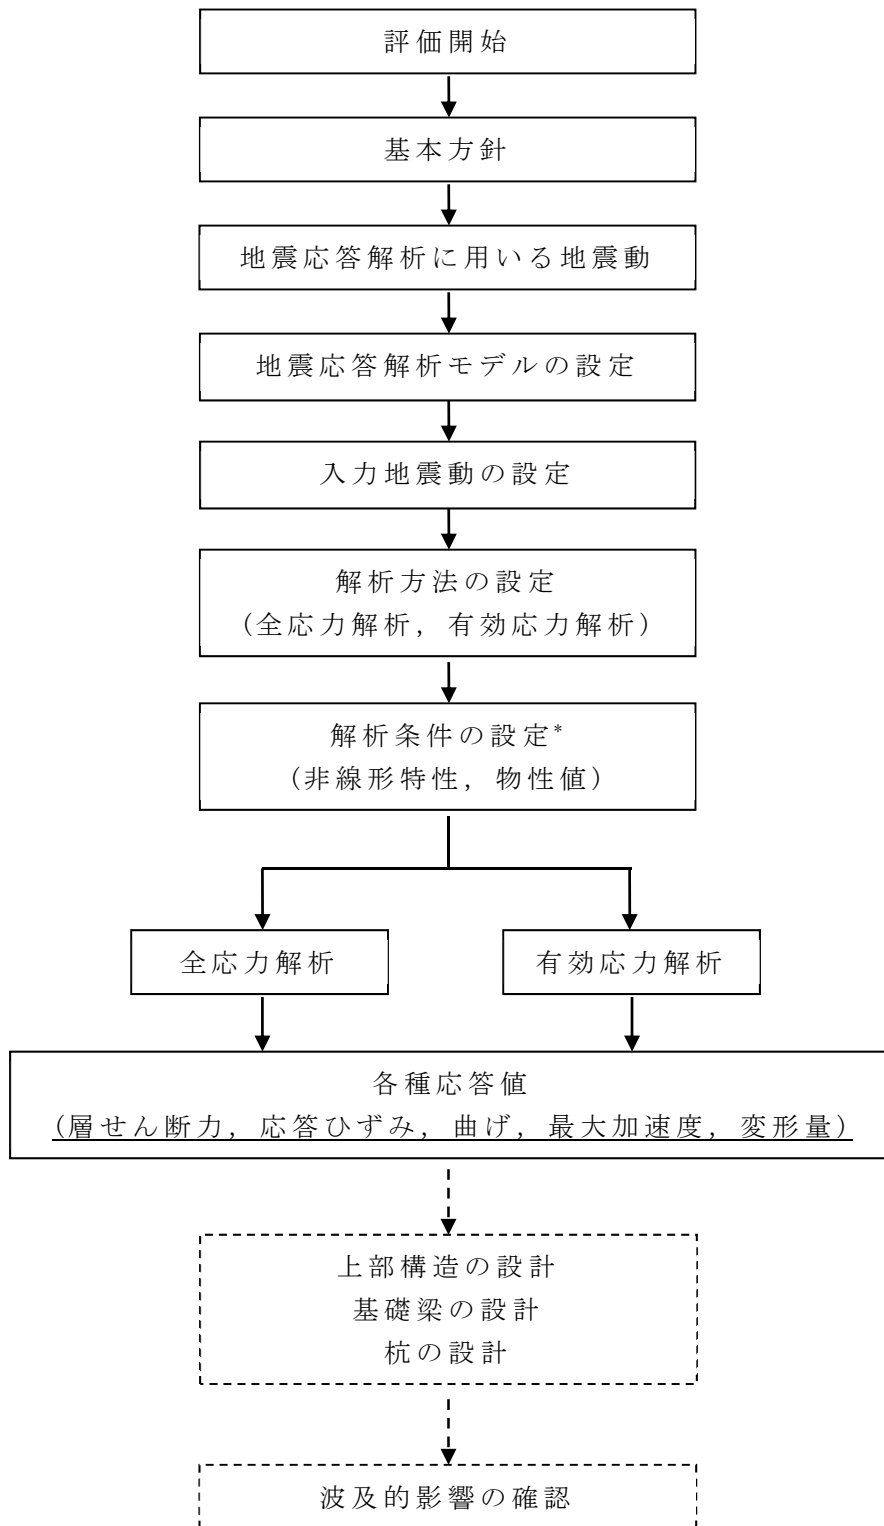 評価開始
基本方針
地震応答解析に用いる地震動
地震応答解析モデルの設定
入力地震動の設定
解析方法の設定
(全応力解析, 有効応力解析)
解析条件の設定*
(非線形特性, 物性値)
全応力解析
有効応力解析
各種応答値
(層せん断力, 応答ひずみ, 曲げ, 最大加速度, 変形量)
上部構造の設計
基礎梁の設計
杭の設計
波及的影響の確認